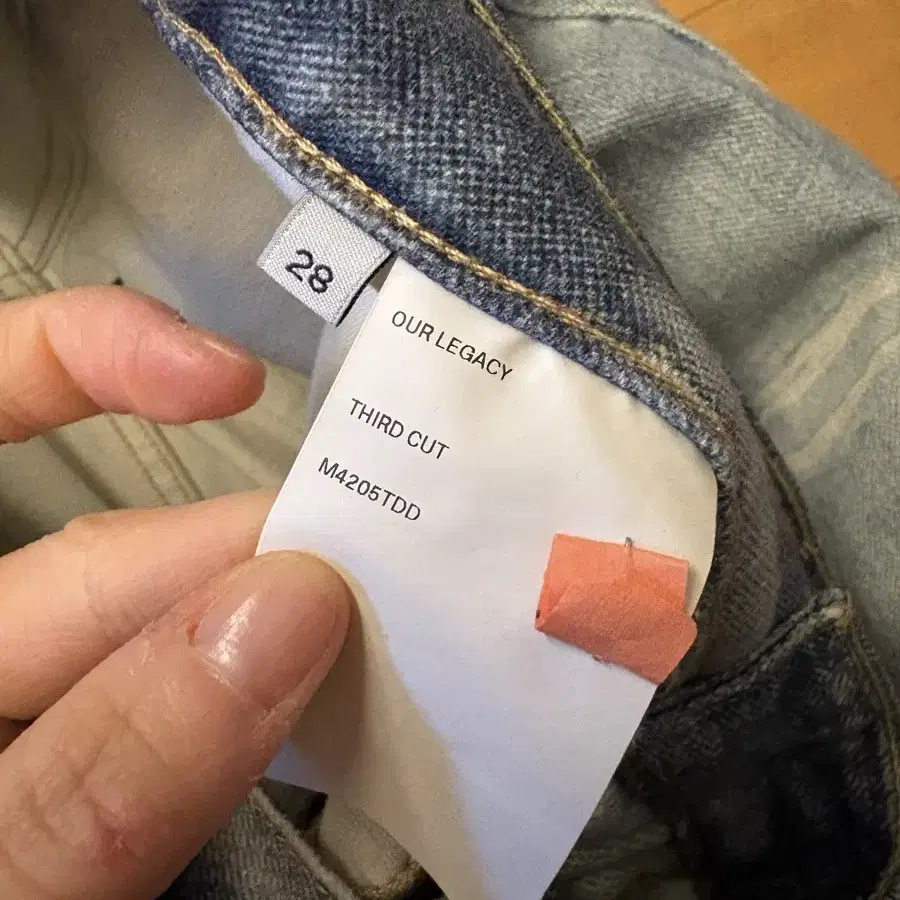 28
OUR LEGACY
THIRD CUT
M4205TDD